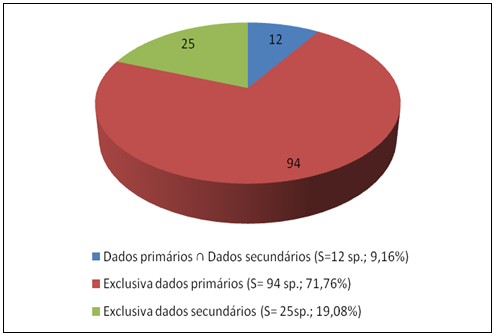 25
12
94
Dados primários ∩ Dados secundários (S=12 sp.; 9,16%)
Exclusiva dados primários (S= 94 sp.; 71,76%)
Exclusiva dados secundários (S= 25sp.; 19,08%)